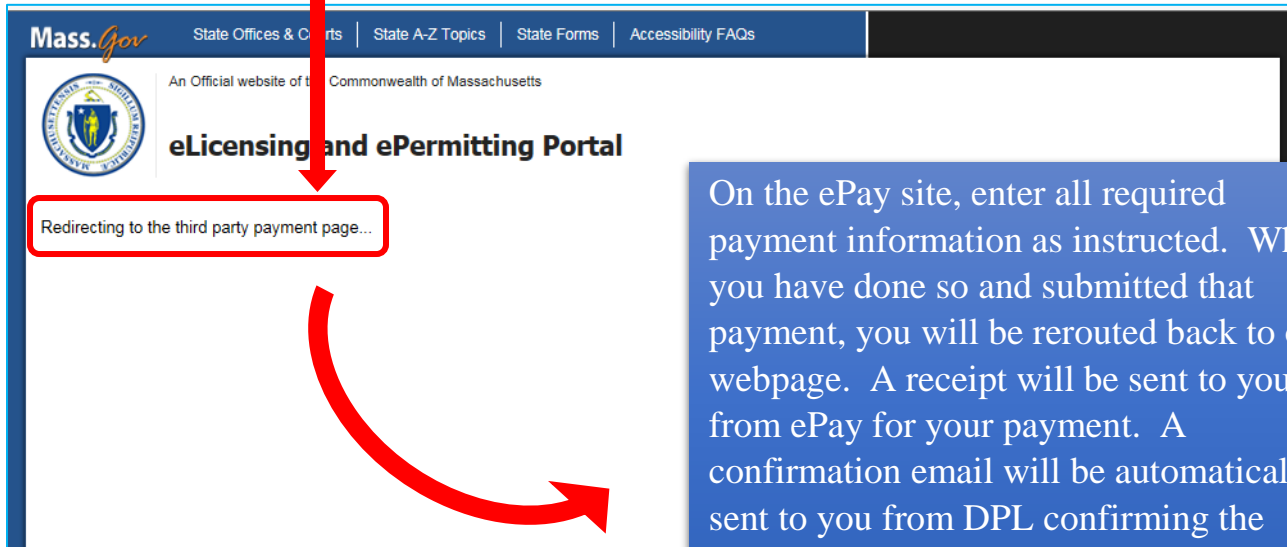 Mass.Gov State Offices & Courts State A-Z Topics State Forms Accessibility FAQs
An Official website of the Commonwealth of Massachusetts
eLicensing and ePermitting Portal
Redirecting to the third party payment page...
On the ePay site, enter all required
payment information as instructed. Wh
you have done so and submitted that
payment, you will be rerouted back to
webpage. A receipt will be sent to you
from ePay for your payment. A
confirmation email will be automatical
sent to you from DPL confirming the